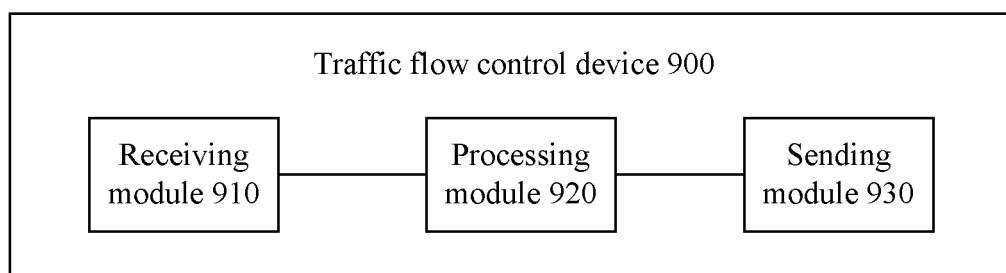 Traffic flow control device 900
Receiving
module 910
Processing
module 920
Sending
module 930